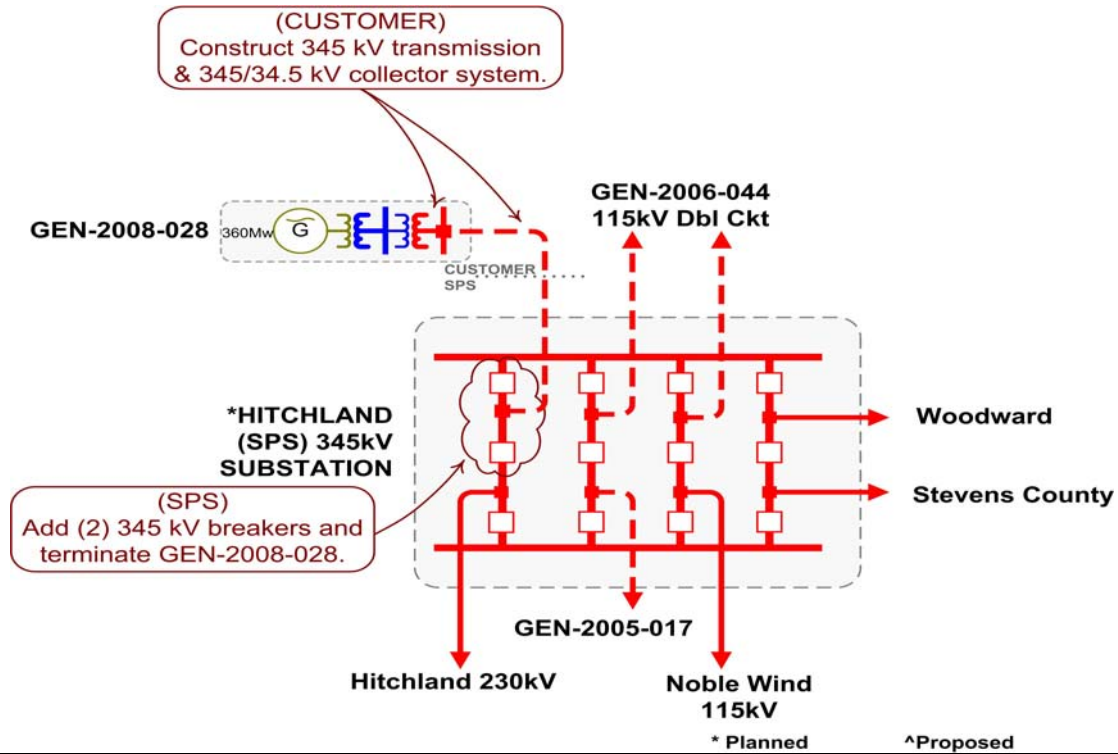 (CUSTOMER)
Construct 345 kV transmission
& 345/34.5 kV collector system.
GEN-2006-044
115kV Dbl Ckt
GEN-2008-028
360Mw
G
CUSTOMER
SPS
*HITCHLAND
(SPS) 345kV
SUBSTATION
Woodward
Stevens County
(SPS)
Add (2) 345 kV breakers and
terminate GEN-2008-028.
GEN-2005-017
Hitchland 230kV
Noble Wind
115kV
* Planned ^Proposed